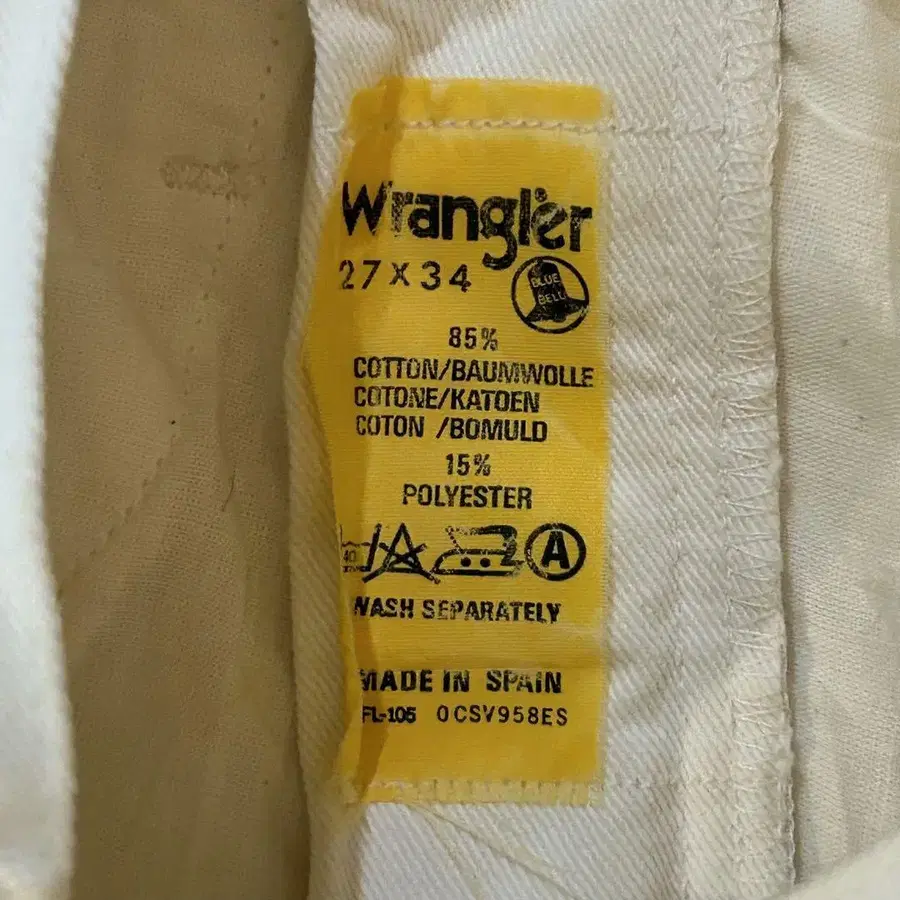 Wrangler
27 X 34
BLUE
BELL
85%
COTTON/BAUMWOLLE
COTONE/KATOEN
COTON /BOMULD
15%
POLYESTER
40 A
WASH SEPARATELY
MADE IN SPAIN
FL-105 0CSV958ES